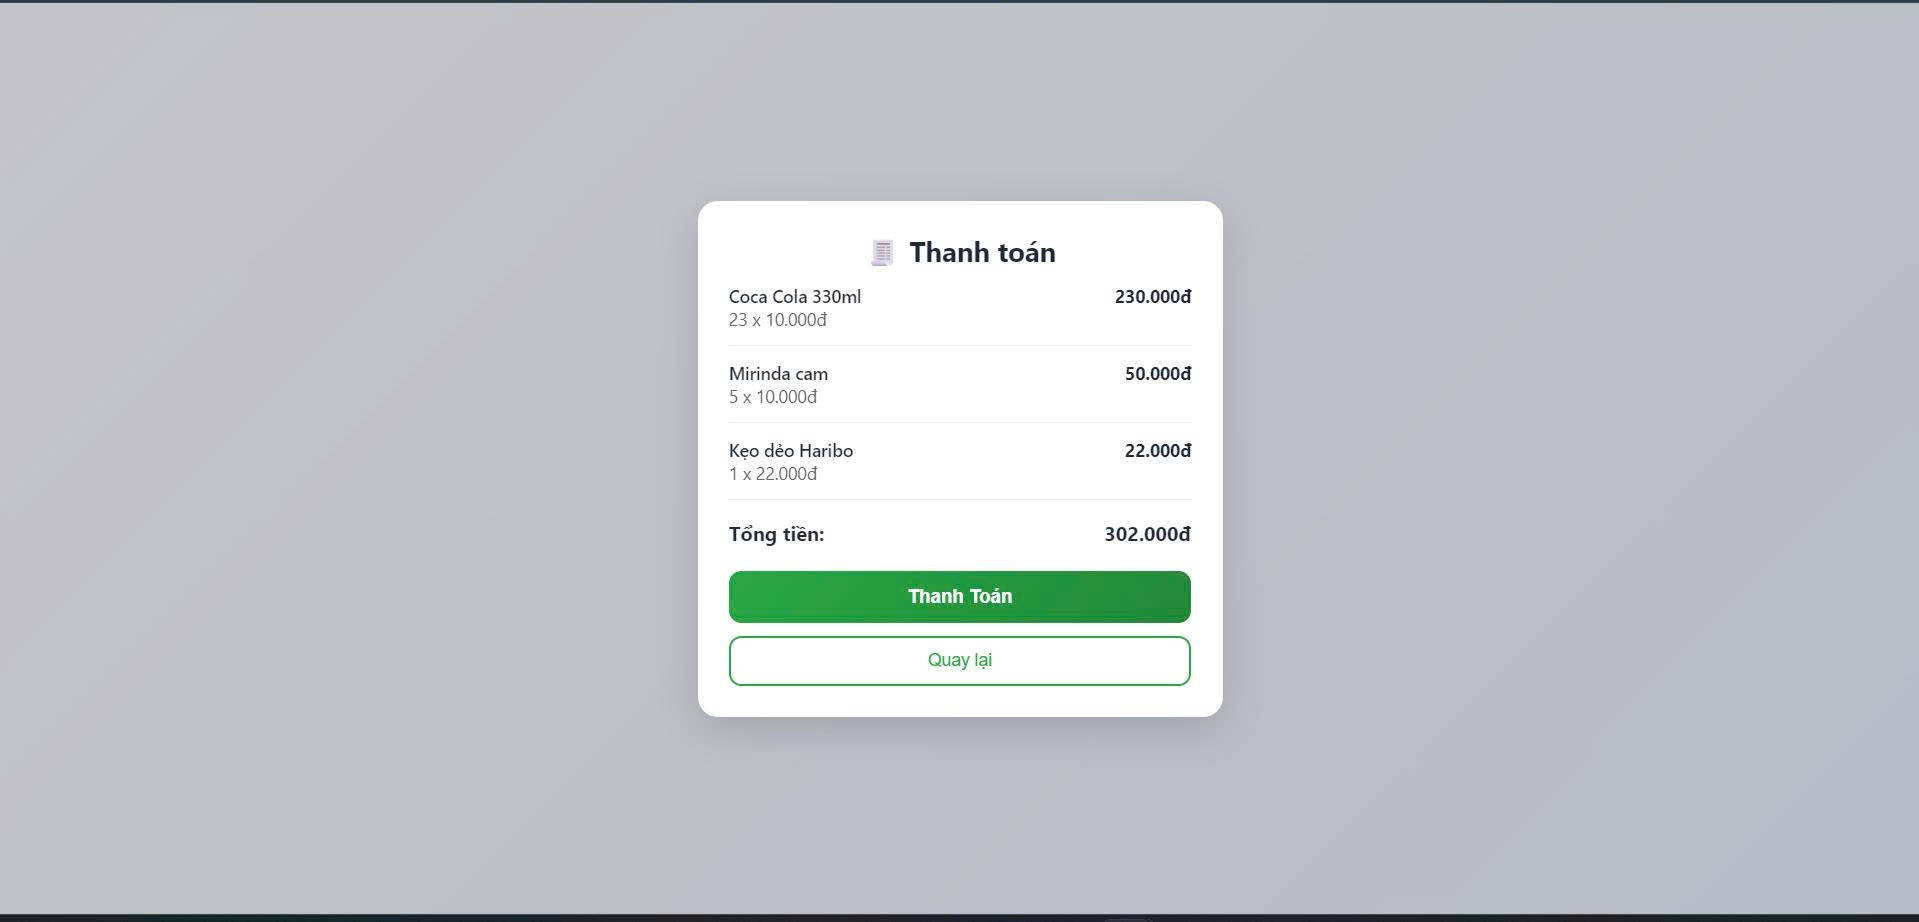 Thanh toán
Coca Cola 330ml 230.000đ
23 x 10.000đ
Mirinda cam 50.000đ
5 x 10.000đ
Kẹo dẻo Haribo 22.000đ
1 x 22.000đ
Tổng tiền: 302.000đ
Thanh Toán
Quay lại